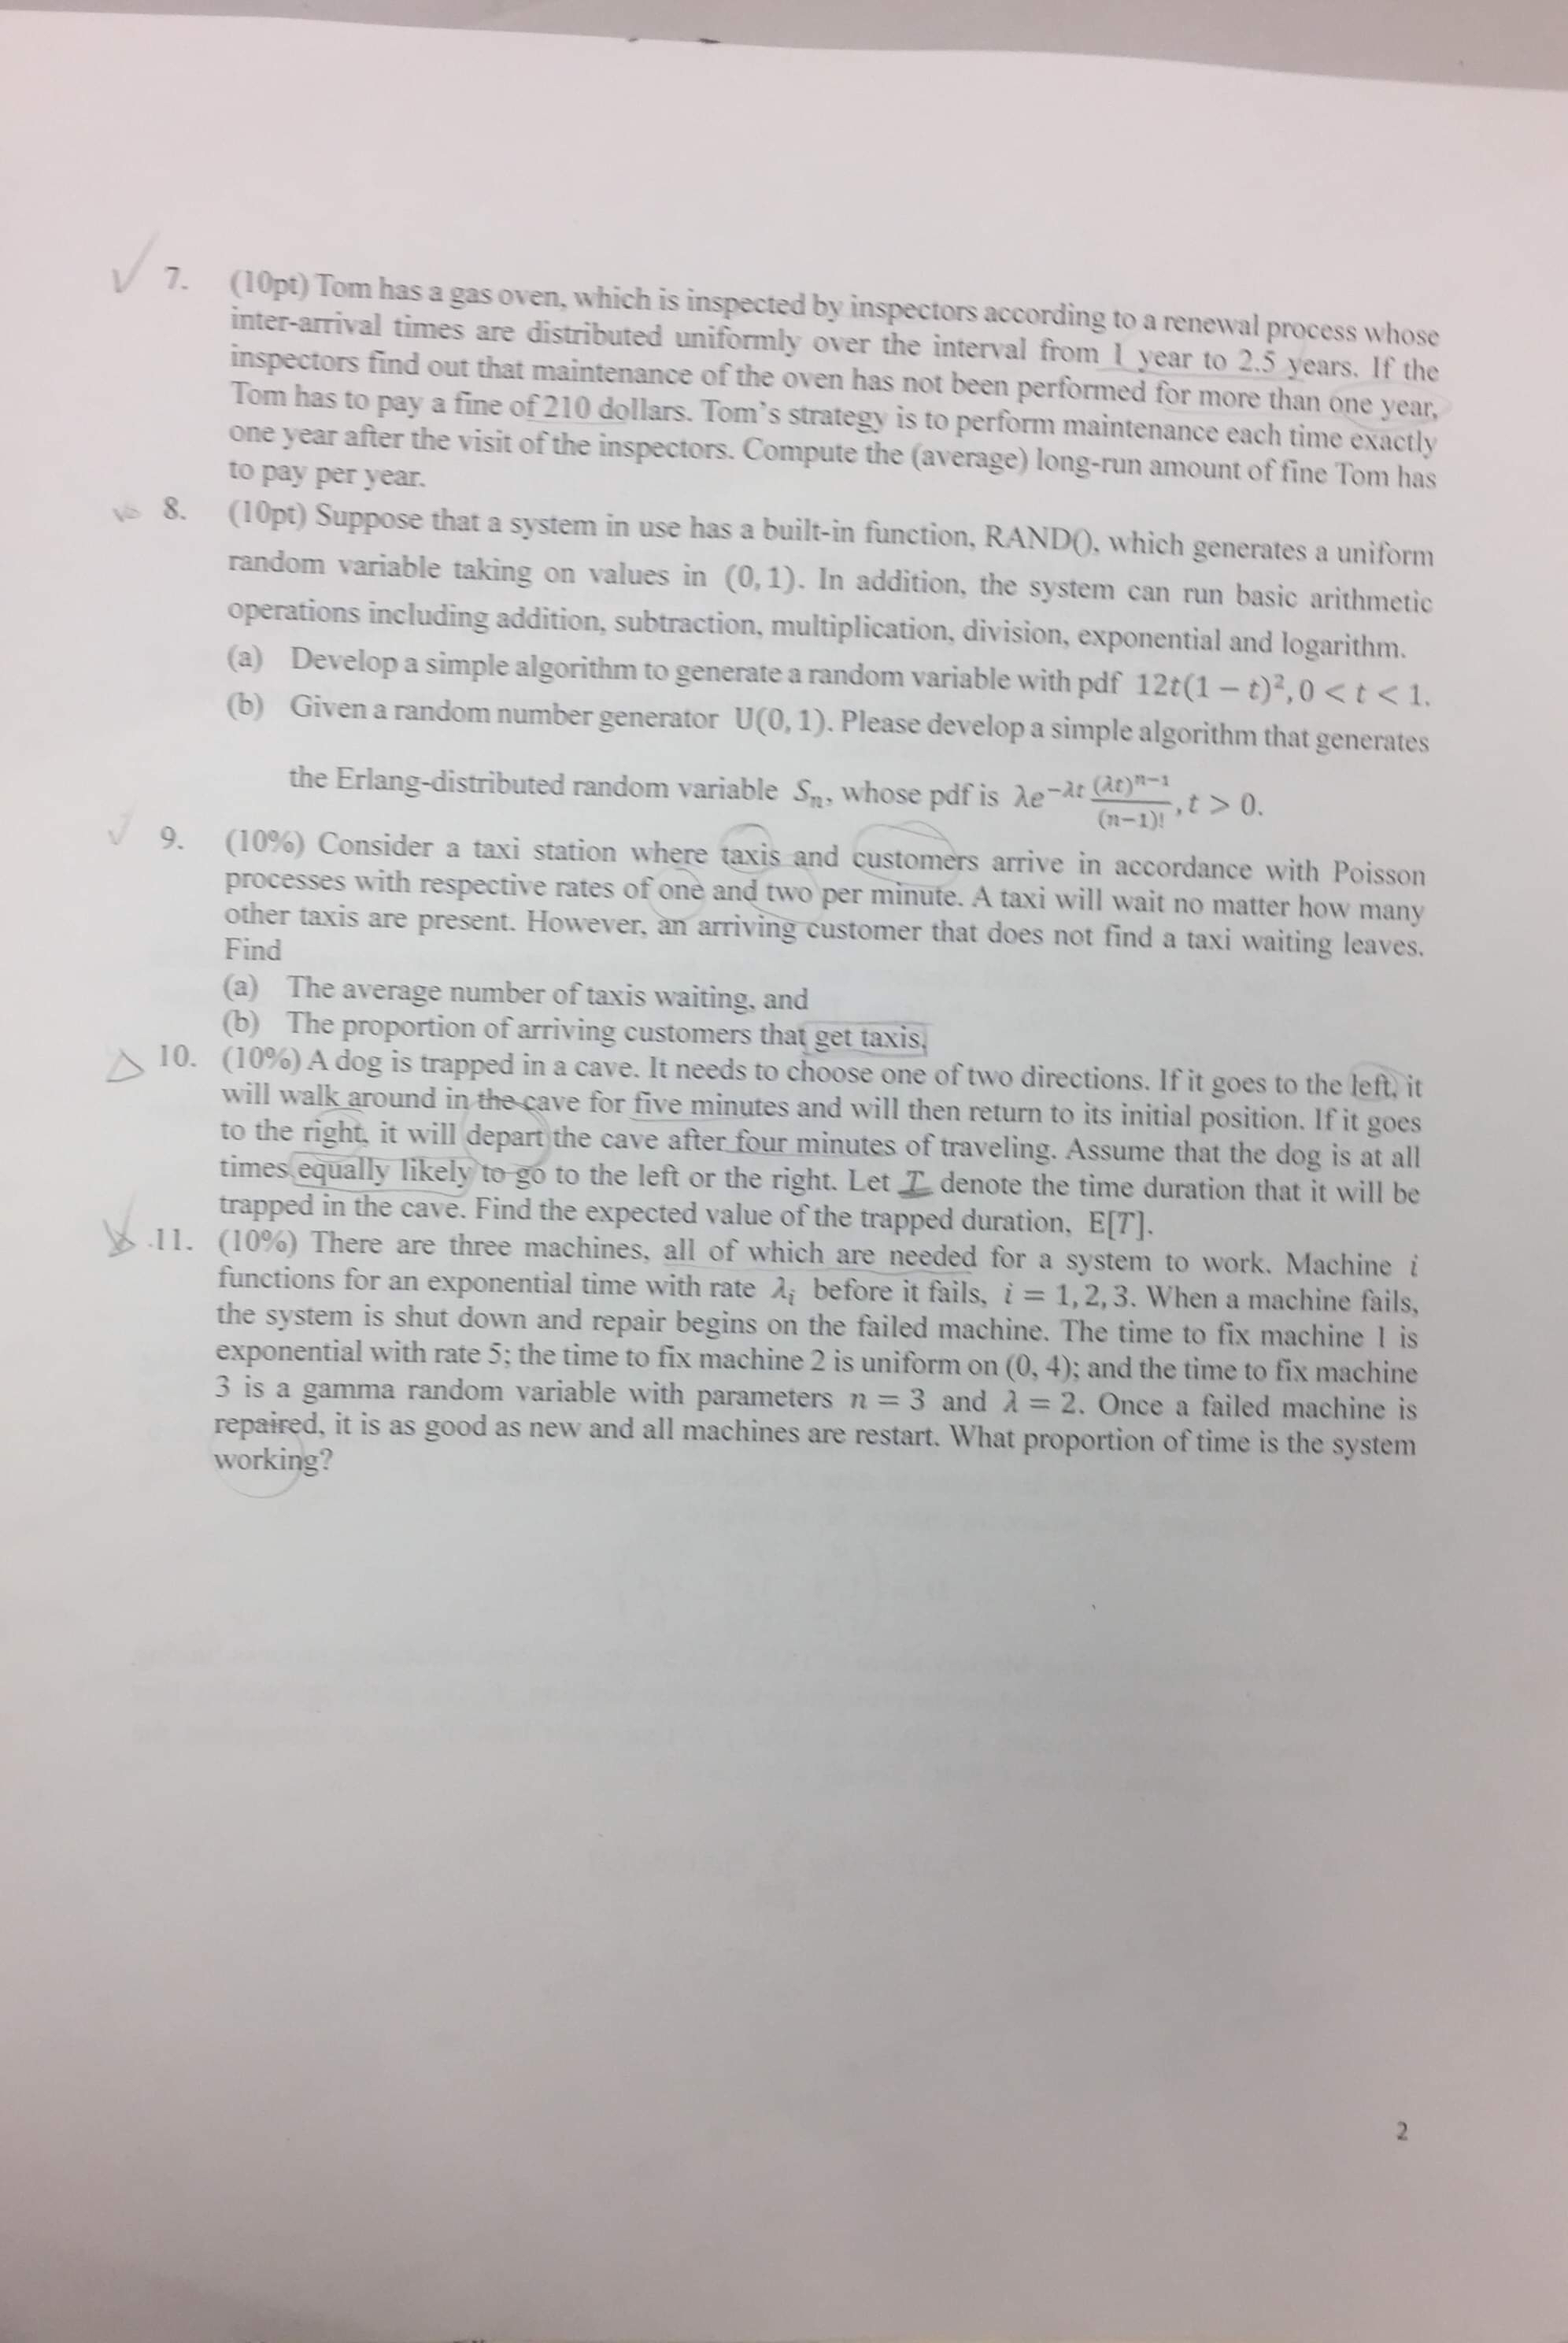 7. (10pt) Tom has a gas oven, which is inspected by inspectors according to a renewal process whose
inter-arrival times are distributed uniformly over the interval from 1 year to 2.5 years. If the
inspectors find out that maintenance of the oven has not been performed for more than one year,
Tom has to pay a fine of 210 dollars. Tom's strategy is to perform maintenance each time exactly
one year after the visit of the inspectors. Compute the (average) long-run amount of fine Tom has
to pay per year.
8. (10pt) Suppose that a system in use has a built-in function, RAND(), which generates a uniform
random variable taking on values in (0, 1). In addition, the system can run basic arithmetic
operations including addition, subtraction, multiplication, division, exponential and logarithm.
(a) Develop a simple algorithm to generate a random variable with pdf 12t(1 − t)², 0 < t < 1.
(b) Given a random number generator U(0, 1). Please develop a simple algorithm that generates
the Erlang-distributed random variable Sₙ, whose pdf is λe^{−λt} (λt)^{n−1}/(n−1)!, t > 0.
9. (10%) Consider a taxi station where taxis and customers arrive in accordance with Poisson
processes with respective rates of one and two per minute. A taxi will wait no matter how many
other taxis are present. However, an arriving customer that does not find a taxi waiting leaves.
Find
(a) The average number of taxis waiting, and
(b) The proportion of arriving customers that get taxis.
10. (10%) A dog is trapped in a cave. It needs to choose one of two directions. If it goes to the left, it
will walk around in the cave for five minutes and will then return to its initial position. If it goes
to the right, it will depart the cave after four minutes of traveling. Assume that the dog is at all
times equally likely to go to the left or the right. Let T denote the time duration that it will be
trapped in the cave. Find the expected value of the trapped duration, E[T].
11. (10%) There are three machines, all of which are needed for a system to work. Machine i
functions for an exponential time with rate λᵢ before it fails, i = 1, 2, 3. When a machine fails,
the system is shut down and repair begins on the failed machine. The time to fix machine 1 is
exponential with rate 5; the time to fix machine 2 is uniform on (0, 4); and the time to fix machine
3 is a gamma random variable with parameters n = 3 and λ = 2. Once a failed machine is
repaired, it is as good as new and all machines are restart. What proportion of time is the system
working?
2